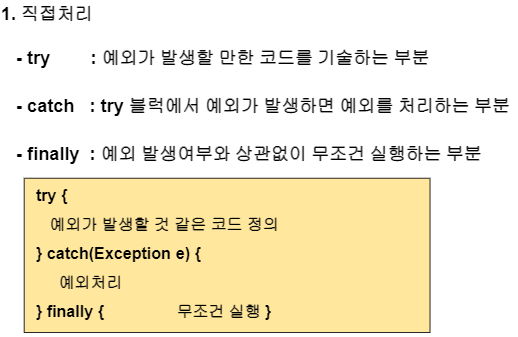 1. 직접처리
- try : 예외가 발생할 만한 코드를 기술하는 부분
- catch : try 블럭에서 예외가 발생하면 예외를 처리하는 부분
- finally : 예외 발생여부와 상관없이 무조건 실행하는 부분
try {
예외가 발생할 것 같은 코드 정의
} catch(Exception e) {
예외처리
} finally { 무조건 실행 }